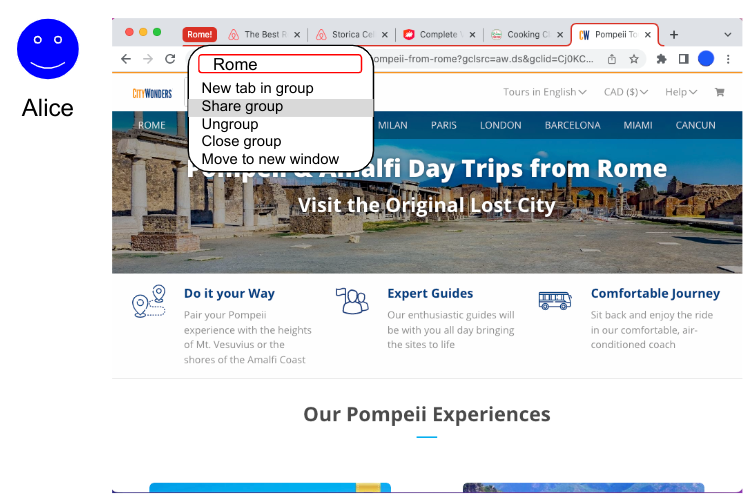 Alice
Rome!
The Best R
Storica Cei
Complete
Cooking Cl
Pompeii To
ompeii-from-rome?gclsrc=aw.ds&gclid=Cj0KC...
Rome
New tab in group
Share group
Ungroup
Close group
Move to new window
CITYWONDERS
Tours in English
CAD ($)
Help
ROME
MILAN
PARIS
LONDON
BARCELONA
MIAMI
CANCUN
Pompeii & Amalfi Day Trips from Rome
Visit the Original Lost City
Do it your Way
Pair your Pompeii
experience with the heights
of Mt. Vesuvius or the
shores of the Amalfi Coast
Expert Guides
Our enthusiastic guides will
be with you all day bringing
the sites to life
Comfortable Journey
Sit back and enjoy the ride
in our comfortable, air-
conditioned coach
Our Pompeii Experiences